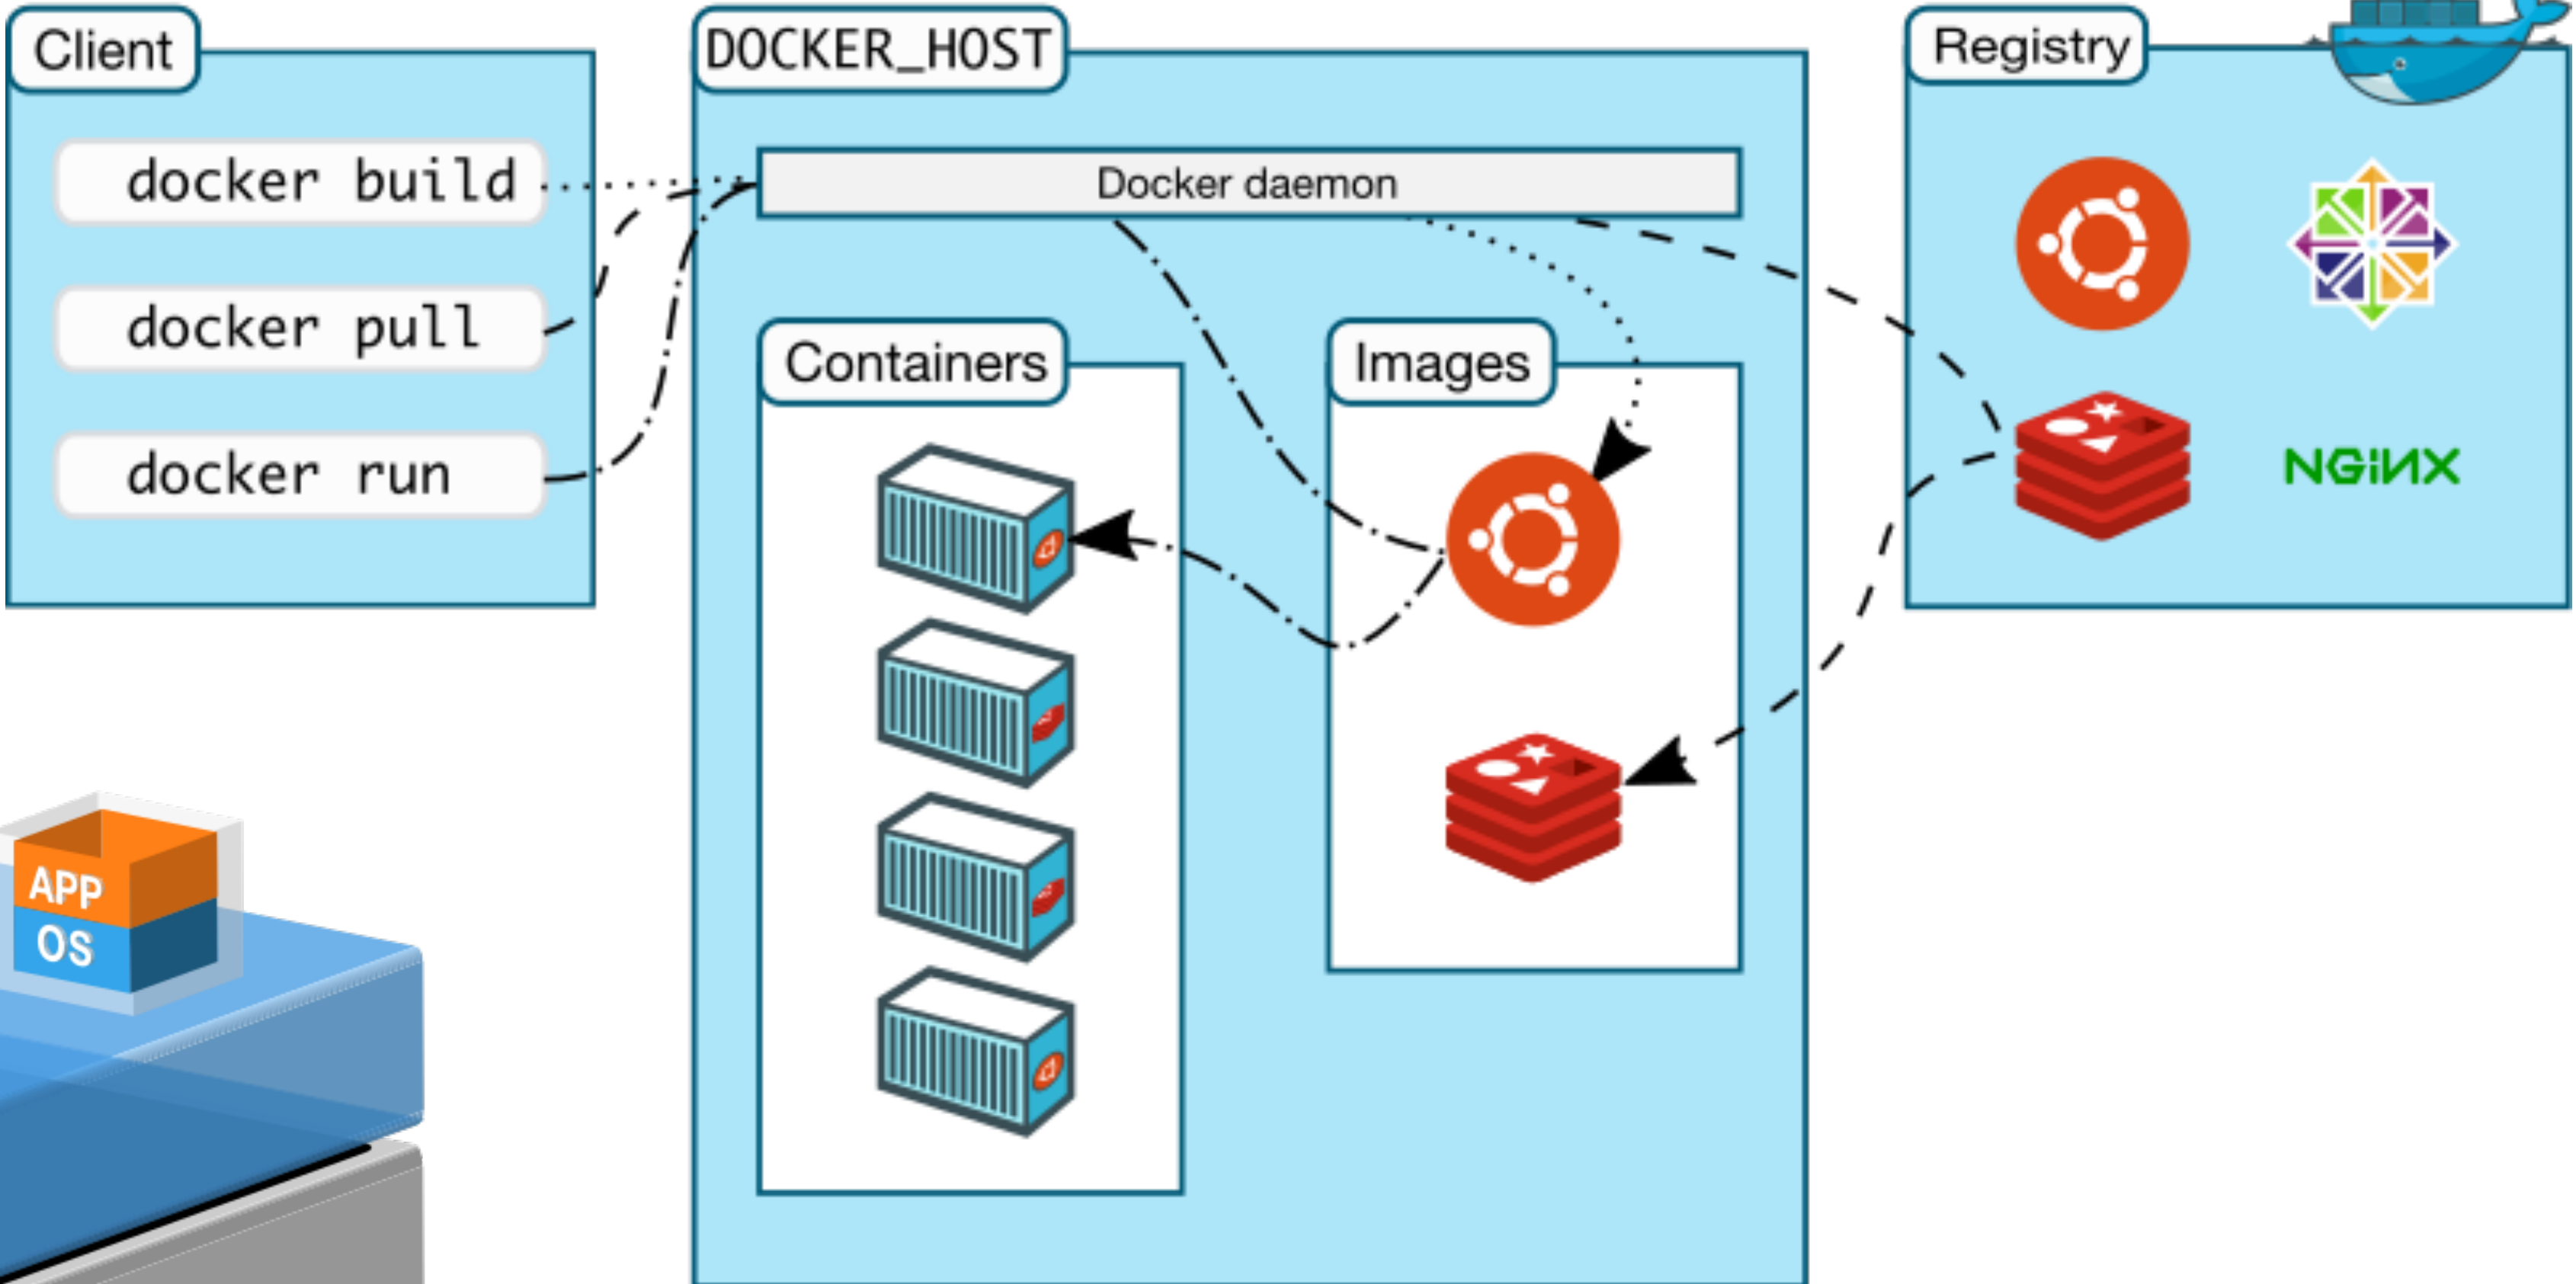 Client
docker build
docker pull
docker run
DOCKER_HOST
Docker daemon
Containers
Images
Registry
NGiNX
APP
OS